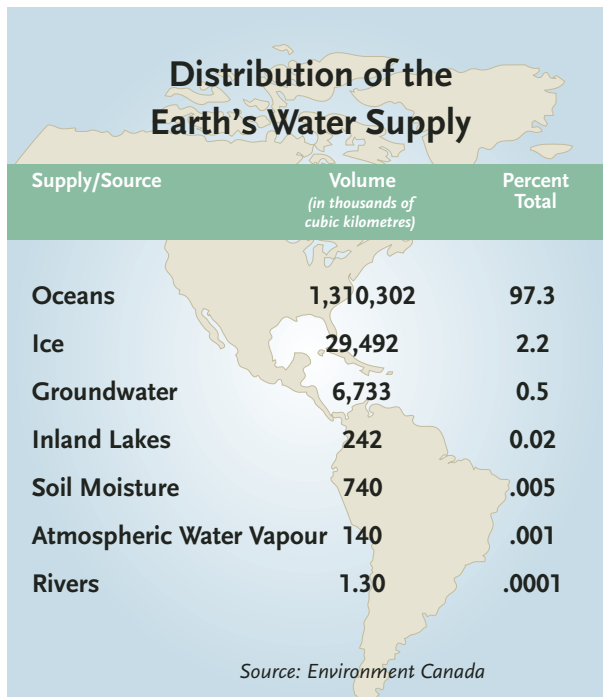 Distribution of the
Earth's Water Supply
Supply/Source Volume Percent
(in thousands of Total
cubic kilometres)
Oceans 1,310,302 97.3
Ice 29,492 2.2
Groundwater 6,733 0.5
Inland Lakes 242 0.02
Soil Moisture 740 .005
Atmospheric Water Vapour 140 .001
Rivers 1.30 .0001
Source: Environment Canada